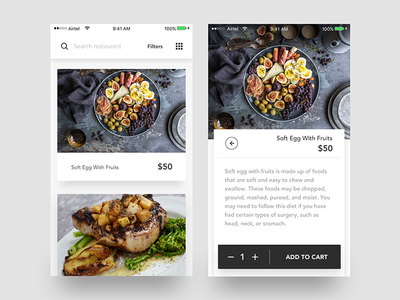 Airtel 9:41 AM
Search restaurent Filters
Soft Egg With Fruits $50
Airtel 9:41 AM
Soft Egg With Fruits
$50
Soft egg with fruits is made up of foods
that are soft and easy to chew and
swallow. These foods may be chopped,
ground, mashed, pureed, and moist. You
may need to follow this diet if you have
had certain types of surgery, such as
head, neck, or stomach.
− 1 + ADD TO CART